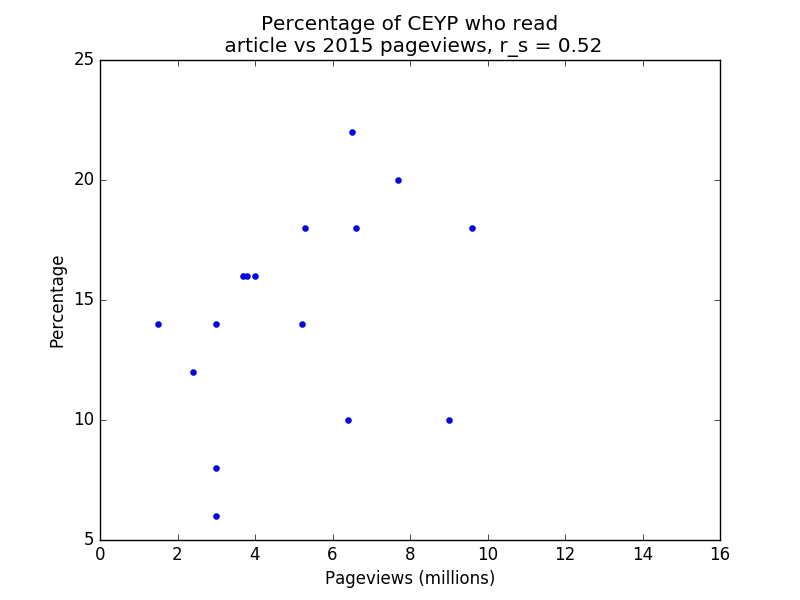 Percentage of CEYP who read
article vs 2015 pageviews, r_s = 0.52
25
20
15
10
5
Percentage
0 2 4 6 8 10 12 14 16
Pageviews (millions)